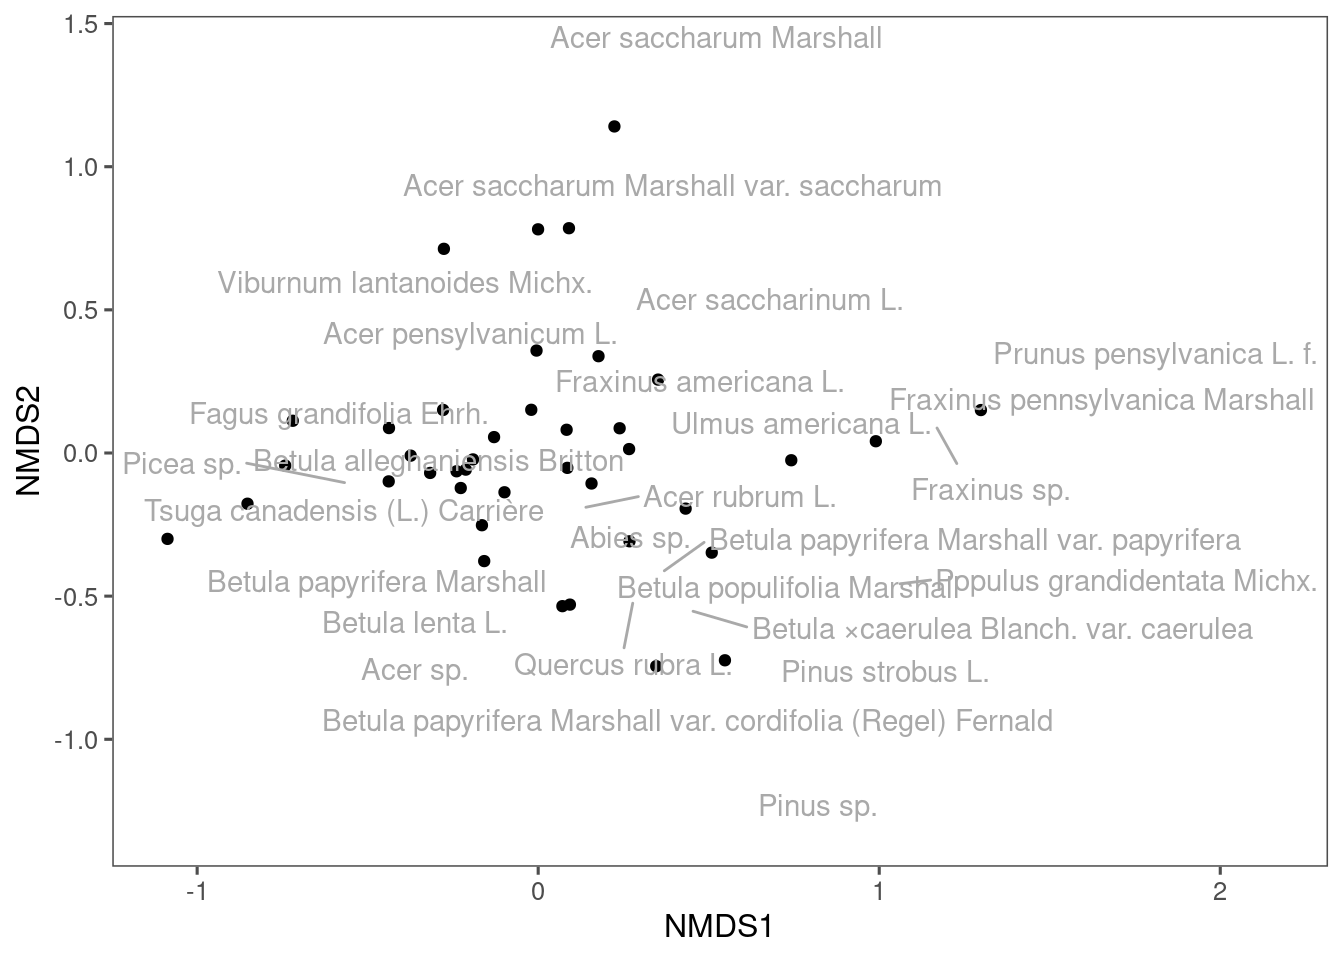 1.5
Acer saccharum Marshall
1.0
Acer saccharum Marshall var. saccharum
Viburnum lantanoides Michx.
0.5
Acer saccharinum L.
Acer pensylvanicum L.
Prunus pensylvanica L. f.
Fraxinus americana L.
Fraxinus pennsylvanica Marshall
Fagus grandifolia Ehrh.
Ulmus americana L.
NMDS2
0.0
Picea sp.
Betula alleghaniensis Britton
Fraxinus sp.
Acer rubrum L.
Tsuga canadensis (L.) Carrière
Abies sp.
Betula papyrifera Marshall var. papyrifera
Betula papyrifera Marshall
Betula populifolia Marshall
Populus grandidentata Michx.
-0.5
Betula lenta L.
Betula ×caerulea Blanch. var. caerulea
Acer sp.
Quercus rubra L.
Pinus strobus L.
Betula papyrifera Marshall var. cordifolia (Regel) Fernald
-1.0
Pinus sp.
-1
0
1
2
NMDS1